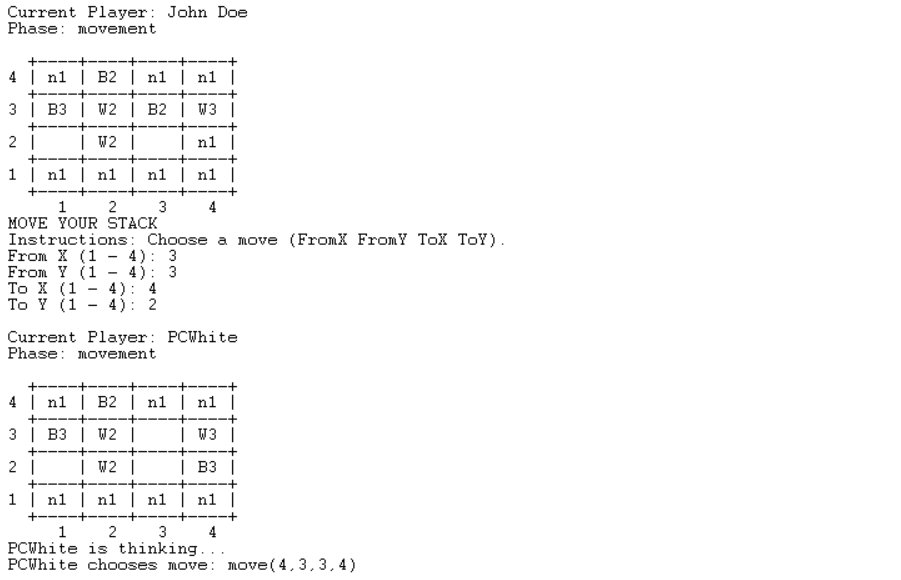 Current Player: John Doe
Phase: movement

  +----+----+----+----+
4 | n1 | B2 | n1 | n1 |
  +----+----+----+----+
3 | B3 | W2 | B2 | W3 |
  +----+----+----+----+
2 |    | W2 |    | n1 |
  +----+----+----+----+
1 | n1 | n1 | n1 | n1 |
  +----+----+----+----+
     1    2    3    4
MOVE YOUR STACK
Instructions: Choose a move (FromX FromY ToX ToY).
From X (1 - 4): 3
From Y (1 - 4): 3
To X (1 - 4): 4
To Y (1 - 4): 2

Current Player: PCWhite
Phase: movement

  +----+----+----+----+
4 | n1 | B2 | n1 | n1 |
  +----+----+----+----+
3 | B3 | W2 |    | W3 |
  +----+----+----+----+
2 |    | W2 |    | B3 |
  +----+----+----+----+
1 | n1 | n1 | n1 | n1 |
  +----+----+----+----+
     1    2    3    4
PCWhite is thinking...
PCWhite chooses move: move(4,3,3,4)